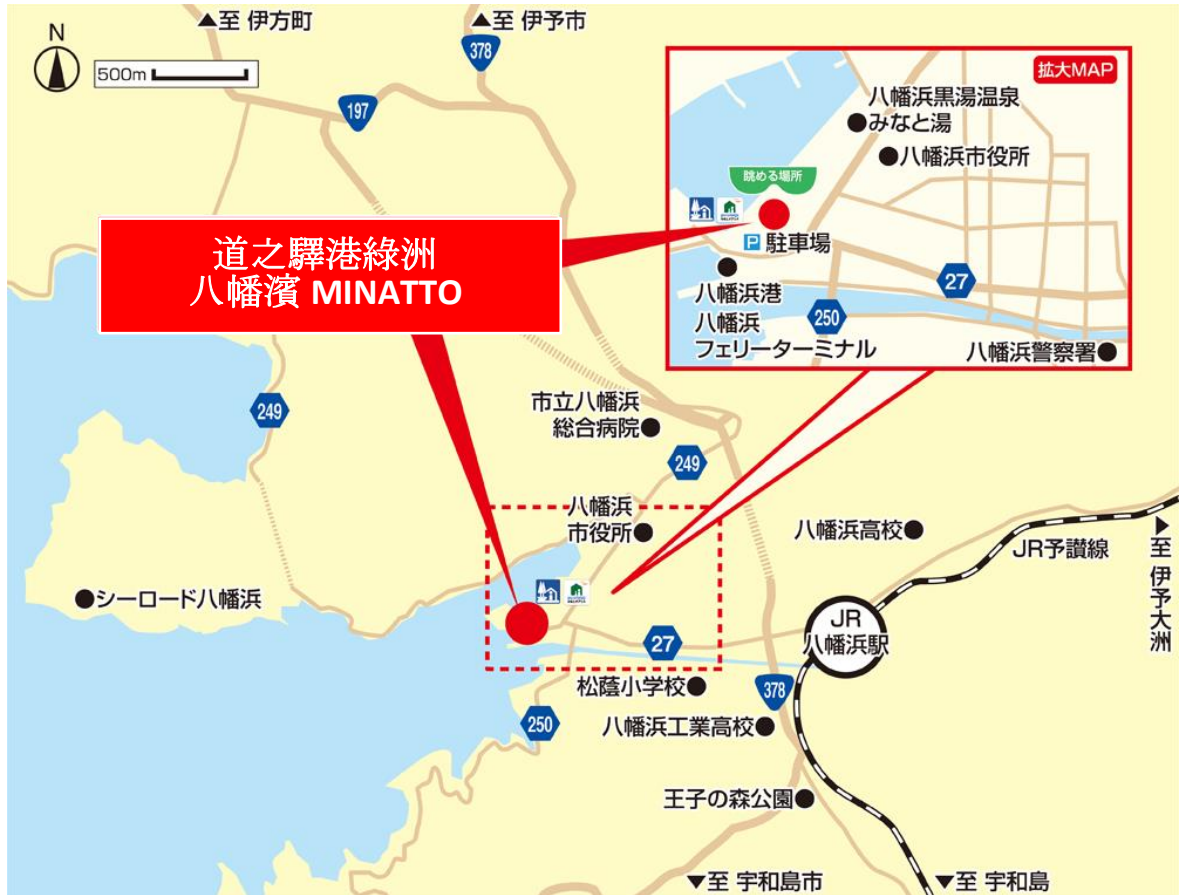 ▲至 伊方町
▲至 伊予市
N
500m
378
197
拡大MAP
八幡浜黒湯温泉
みなと湯
八幡浜市役所
眺める場所
P 駐車場
八幡浜港
八幡浜
フェリーターミナル
27
250
八幡浜警察署
道之驛港綠洲
八幡濱 MINATTO
249
市立八幡浜
総合病院
249
八幡浜
市役所
八幡浜高校
JR予讃線
▲至 伊予大洲
シーロード八幡浜
JR
八幡浜駅
27
松蔭小学校
378
250
八幡浜工業高校
王子の森公園
▼至 宇和島市
▼至 宇和島